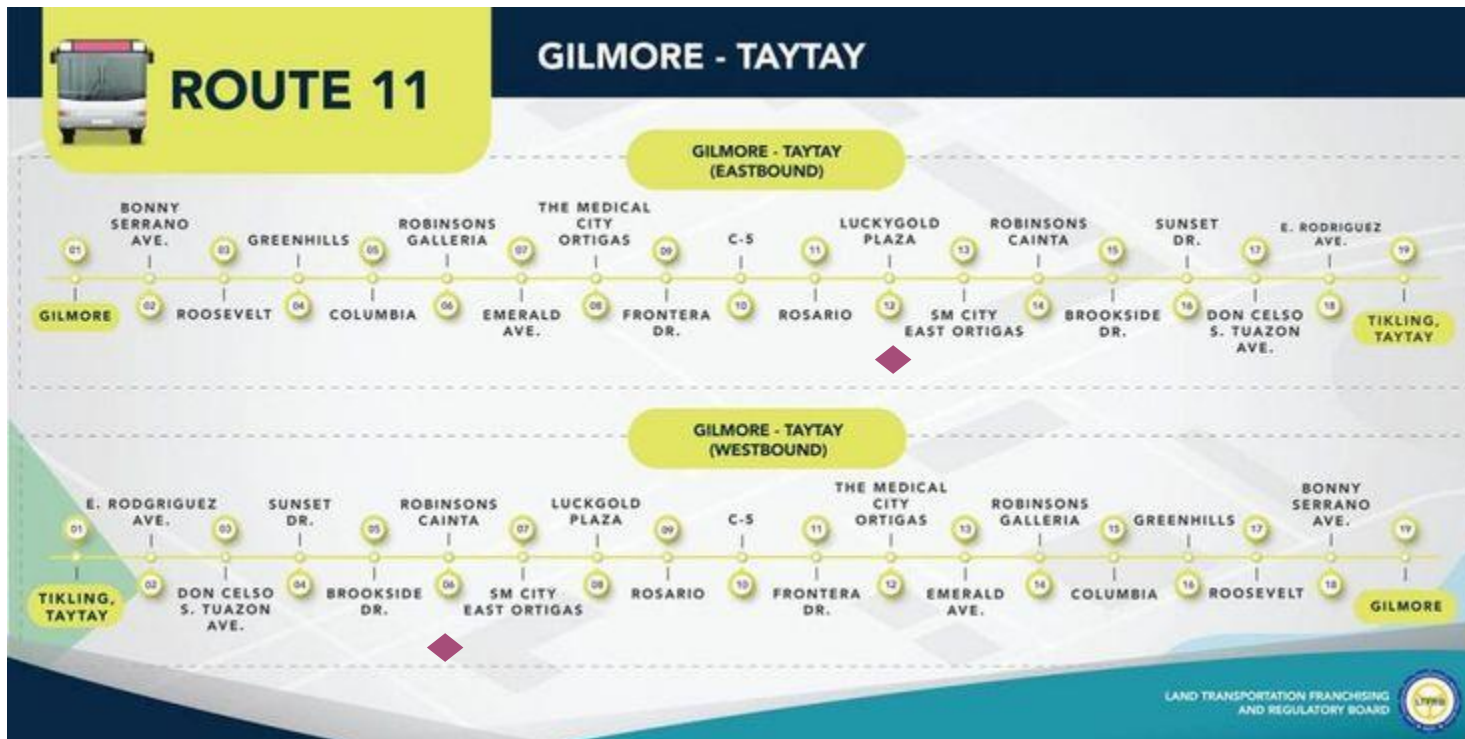 ROUTE 11
GILMORE - TAYTAY
GILMORE - TAYTAY
(EASTBOUND)
01
GILMORE
BONNY
SERRANO
AVE.
02
03
ROOSEVELT
GREENHILLS
04
05
COLUMBIA
ROBINSONS
GALLERIA
06
07
EMERALD
AVE.
THE MEDICAL
CITY
ORTIGAS
08
09
FRONTERA
DR.
C-5
10
11
ROSARIO
LUCKYGOLD
PLAZA
12
13
SM CITY
EAST ORTIGAS
ROBINSONS
CAINTA
14
15
BROOKSIDE
DR.
SUNSET
DR.
16
17
DON CELSO
S. TUAZON
AVE.
E. RODRIGUEZ
AVE.
18
19
TIKLING,
TAYTAY
GILMORE - TAYTAY
(WESTBOUND)
01
TIKLING,
TAYTAY
E. RODGRIGUEZ
AVE.
02
03
DON CELSO
S. TUAZON
AVE.
SUNSET
DR.
04
05
BROOKSIDE
DR.
ROBINSONS
CAINTA
06
07
SM CITY
EAST ORTIGAS
LUCKGOLD
PLAZA
08
09
ROSARIO
C-5
10
11
FRONTERA
DR.
THE MEDICAL
CITY
ORTIGAS
12
13
EMERALD
AVE.
ROBINSONS
GALLERIA
14
15
COLUMBIA
GREENHILLS
16
17
ROOSEVELT
BONNY
SERRANO
AVE.
18
19
GILMORE
LAND TRANSPORTATION FRANCHISING
AND REGULATORY BOARD
LTFRB